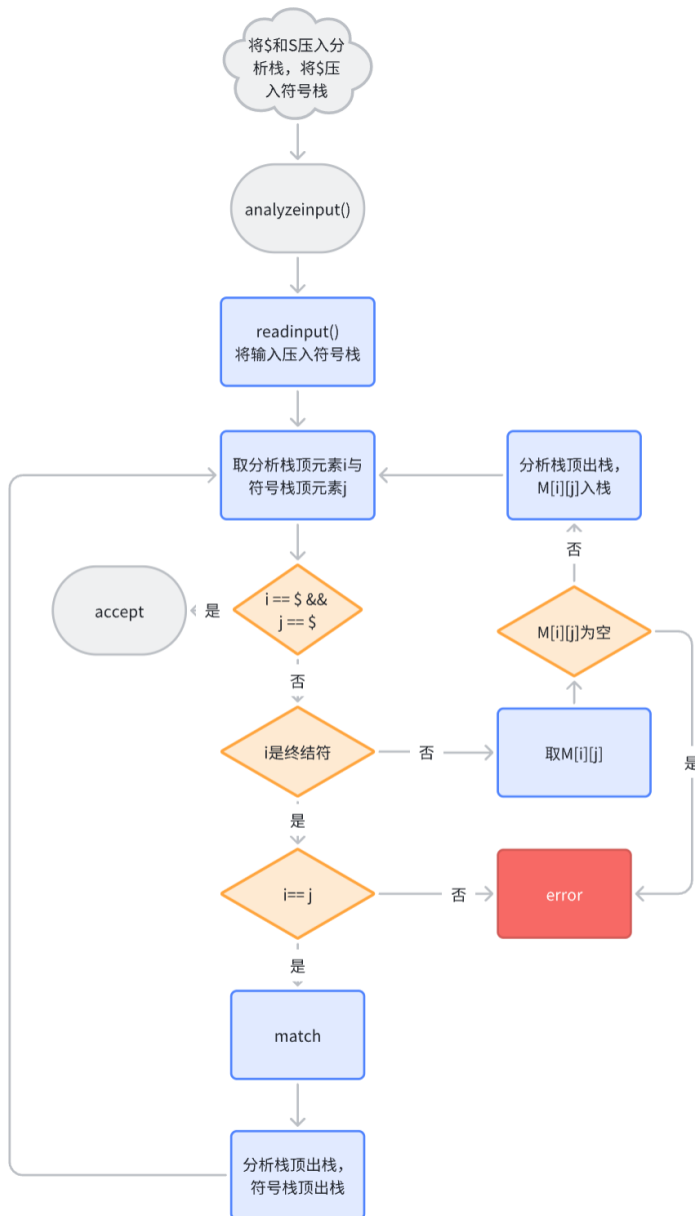 将$和S压入分
析栈，将$压
入符号栈
analyzeinput()
readinput()
将输入压入符号栈
取分析栈顶元素i与
符号栈顶元素j
分析栈顶出栈，
M[i][j]入栈
否
i == $ &&
j == $
是
accept
M[i][j]为空
否
i是终结符
否
取M[i][j]
是
是
i== j
否
error
是
match
分析栈顶出栈，
符号栈顶出栈